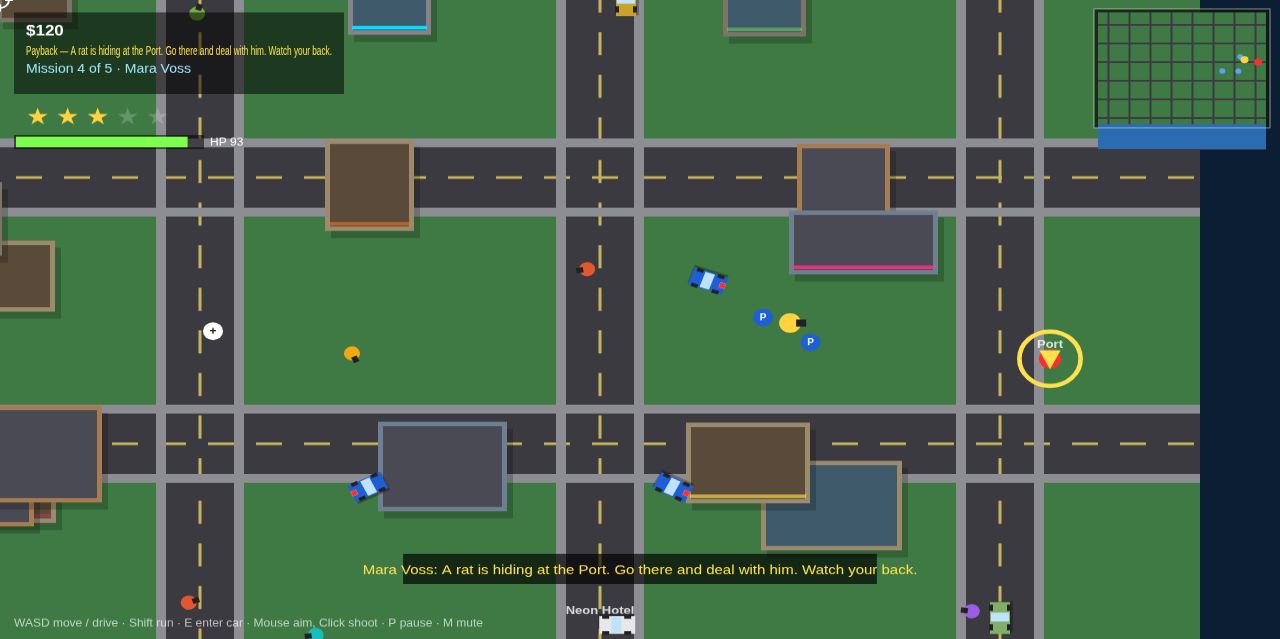 $120
Payback — A rat is hiding at the Port. Go there and deal with him. Watch your back.
Mission 4 of 5 · Mara Voss
HP 93
P
P
Port
Mara Voss: A rat is hiding at the Port. Go there and deal with him. Watch your back.
Neon Hotel
WASD move / drive · Shift run · E enter car · Mouse aim, Click shoot · P pause · M mute